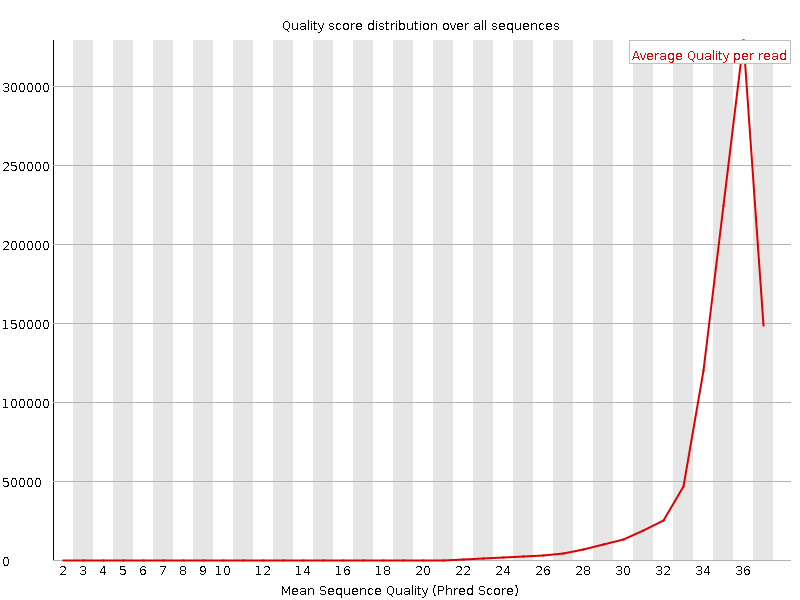 Quality score distribution over all sequences
Average Quality per read
300000
250000
200000
150000
100000
50000
0
2 3 4 5 6 7 8 9 10 12 14 16 18 20 22 24 26 28 30 32 34 36
Mean Sequence Quality (Phred Score)